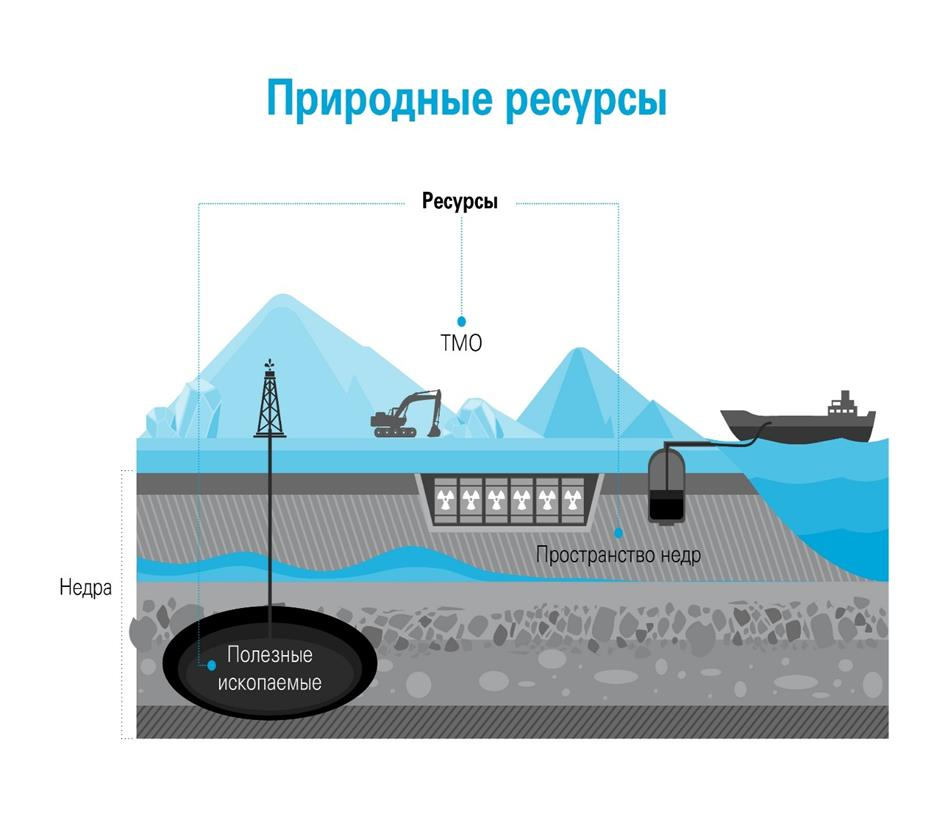 Природные ресурсы
Ресурсы
ТМО
Пространство недр
Недра
Полезные
ископаемые